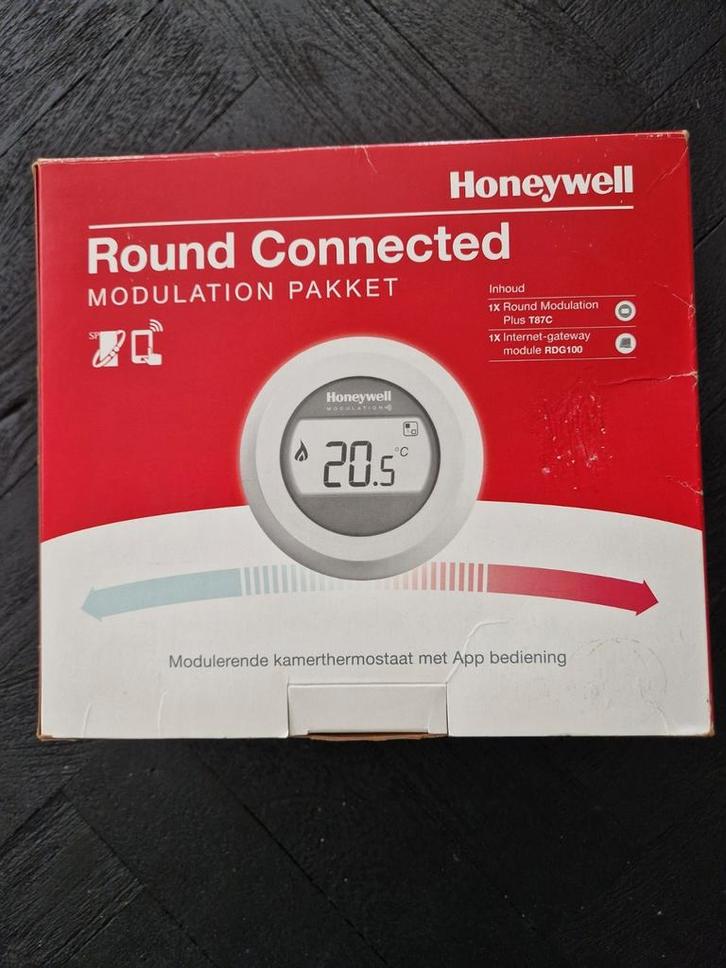 Honeywell
Round Connected
MODULATION PAKKET
Inhoud
1X Round Modulation
Plus T87C
1X Internet-gateway
module RDG100
Honeywell
MODULATION
20.5 °C
Modulerende kamerthermostaat met App bediening